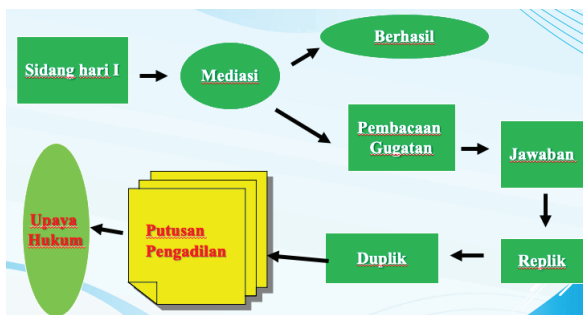 Sidang hari I
Mediasi
Berhasil
Pembacaan
Gugatan
Jawaban
Replik
Duplik
Putusan
Pengadilan
Upaya
Hukum